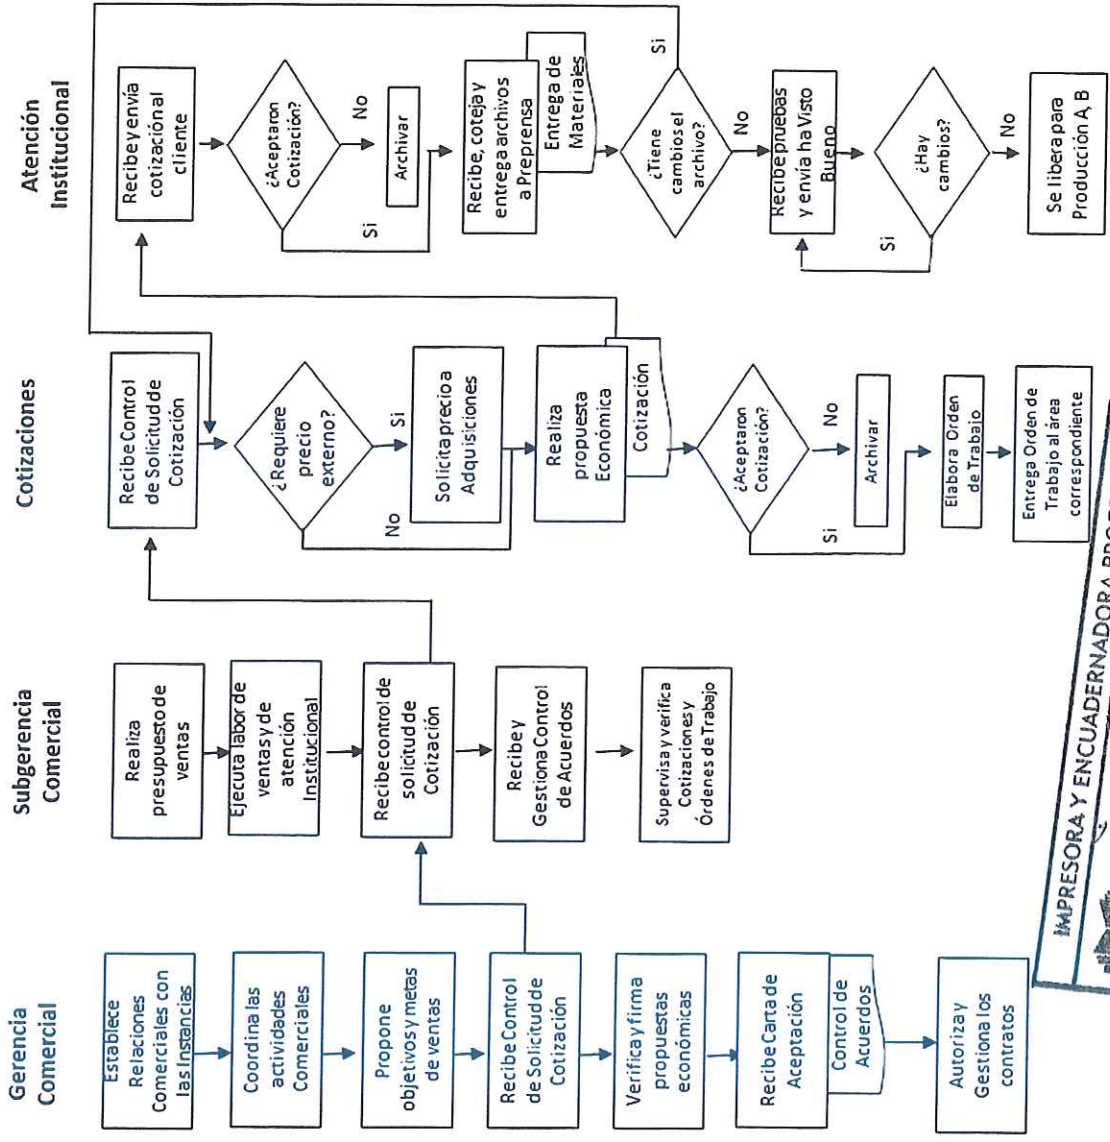 Gerencia
Comercial
Establece
Relaciones
Comerciales con
las Instancias
Coordina las
actividades
Comerciales
Propone
objetivos y metas
de ventas
Recibe Control
de Solicitud de
Cotización
Verifica y firma
propuestas
económicas
Recibe Carta de
Aceptación
Control de
Acuerdos
Autoriza y
Gestiona los
contratos
Subgerencia
Comercial
Realiza
presupuesto de
ventas
Ejecuta labor de
ventas y de
atención
Institucional
Recibe control de
solicitud de
Cotización
Recibe y
Gestiona Control
de Acuerdos
Supervisa y verifica
Cotizaciones y
Órdenes de Trabajo
Cotizaciones
Recibe Control
de Solicitud de
Cotización
¿Requiere
precio
externo?
Si
No
Solicita precio a
Adquisiciones
Realiza
propuesta
Económica
Cotización
¿Aceptaron
Cotización?
No
Si
Archivar
Elabora Orden
de Trabajo
Entrega Orden de
Trabajo al área
correspondiente
Atención
Institucional
Recibe y envía
cotización al
cliente
¿Aceptaron
Cotización?
No
Si
Archivar
Recibe, coteja y
entrega archivos
a Preprensa
Entrega de
Materiales
¿Tiene
cambios el
archivo?
Si
No
Recibe pruebas
y envía ha Visto
Bueno
¿Hay
cambios?
Si
No
Se libera para
Producción A, B
IMPRESORA Y ENCUADERNADORA